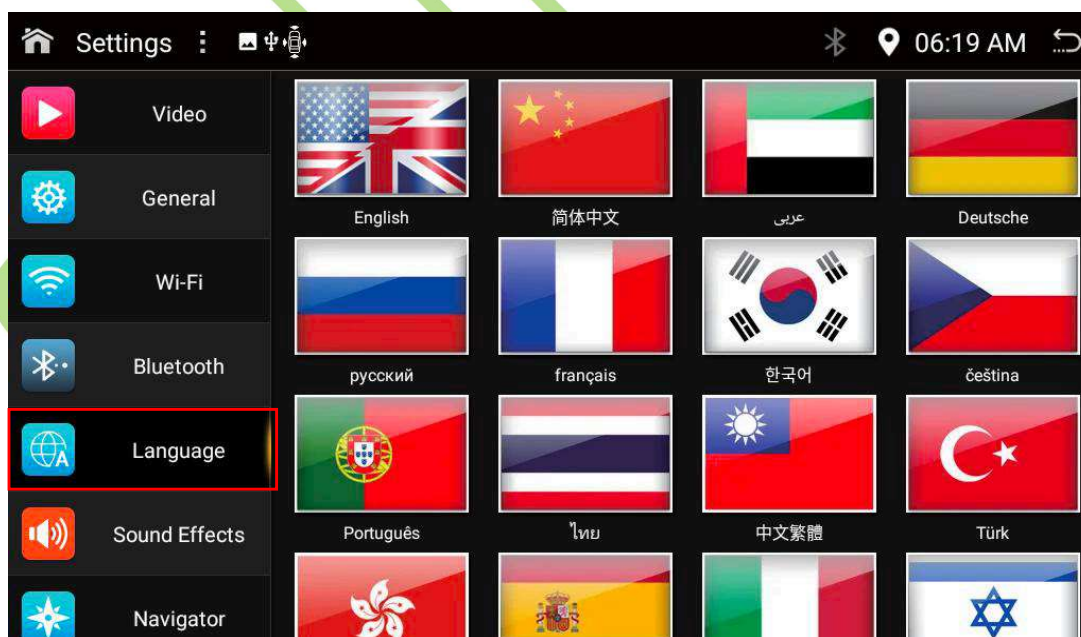 Settings
06:19 AM
Video
General
Wi-Fi
Bluetooth
Language
Sound Effects
Navigator
English
简体中文
عربى
Deutsche
русский
français
한국어
čeština
Português
ไทย
中文繁體
Türk